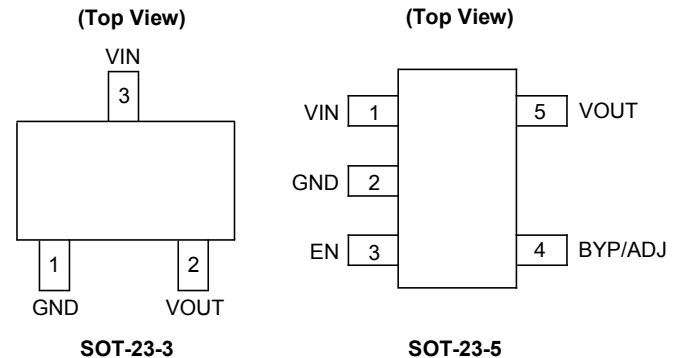 (Top View)
VIN
3
1
2
GND
VOUT
SOT-23-3
(Top View)
VIN
1
5
VOUT
GND
2
EN
3
4
BYP/ADJ
SOT-23-5